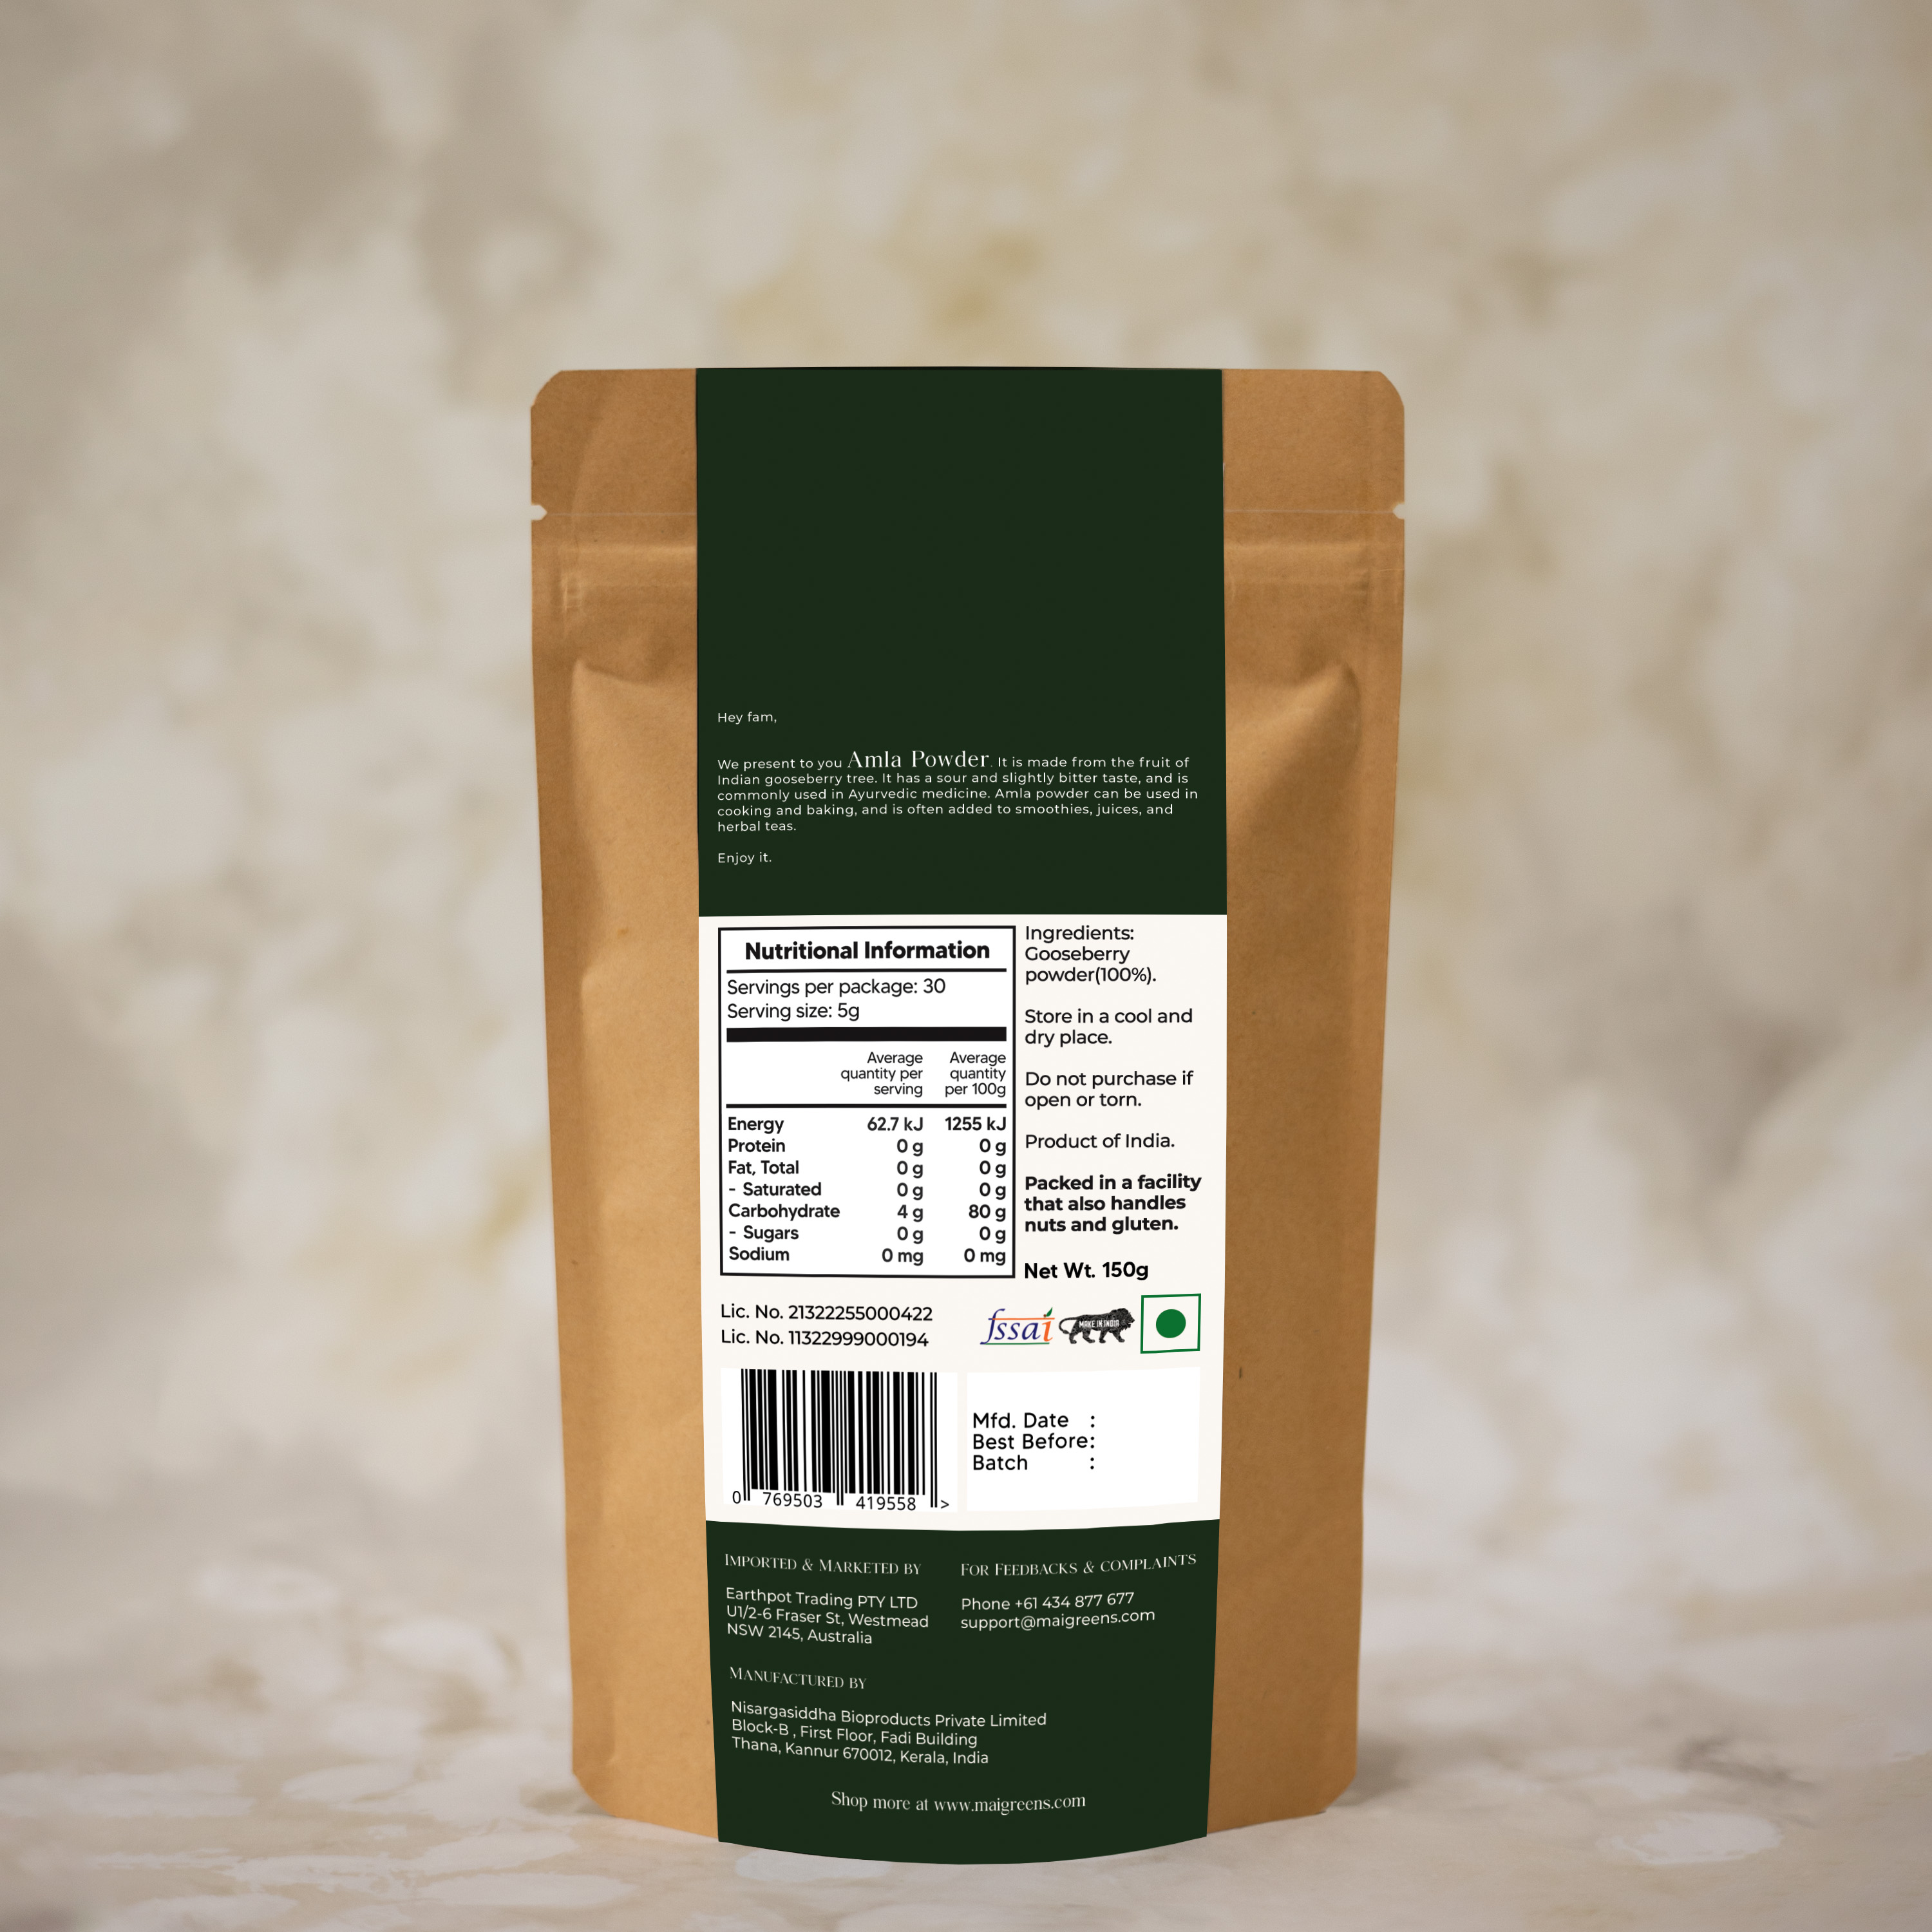 Hey fam,
We present to you Amla Powder. It is made from the fruit of
Indian gooseberry tree. It has a sour and slightly bitter taste, and is
commonly used in Ayurvedic medicine. Amla powder can be used in
cooking and baking, and is often added to smoothies, juices, and
herbal teas.
Enjoy it.
Nutritional Information
Servings per package: 30
Serving size: 5g
Average quantity per serving
Average quantity per 100g
Energy 62.7 kJ 1255 kJ
Protein 0 g 0 g
Fat, Total 0 g 0 g
- Saturated 0 g 0 g
Carbohydrate 4 g 80 g
- Sugars 0 g 0 g
Sodium 0 mg 0 mg
Ingredients:
Gooseberry
powder(100%).
Store in a cool and
dry place.
Do not purchase if
open or torn.
Product of India.
Packed in a facility
that also handles
nuts and gluten.
Net Wt. 150g
Lic. No. 21322255000422
Lic. No. 11322999000194
fssai
MAKE IN INDIA
0 769503 419558 >
Mfd. Date :
Best Before:
Batch :
IMPORTED & MARKETED BY
Earthpot Trading PTY LTD
U1/2-6 Fraser St, Westmead
NSW 2145, Australia
FOR FEEDBACKS & COMPLAINTS
Phone +61 434 877 677
support@maigreens.com
MANUFACTURED BY
Nisargasiddha Bioproducts Private Limited
Block-B , First Floor, Fadi Building
Thana, Kannur 670012, Kerala, India
Shop more at www.maigreens.com